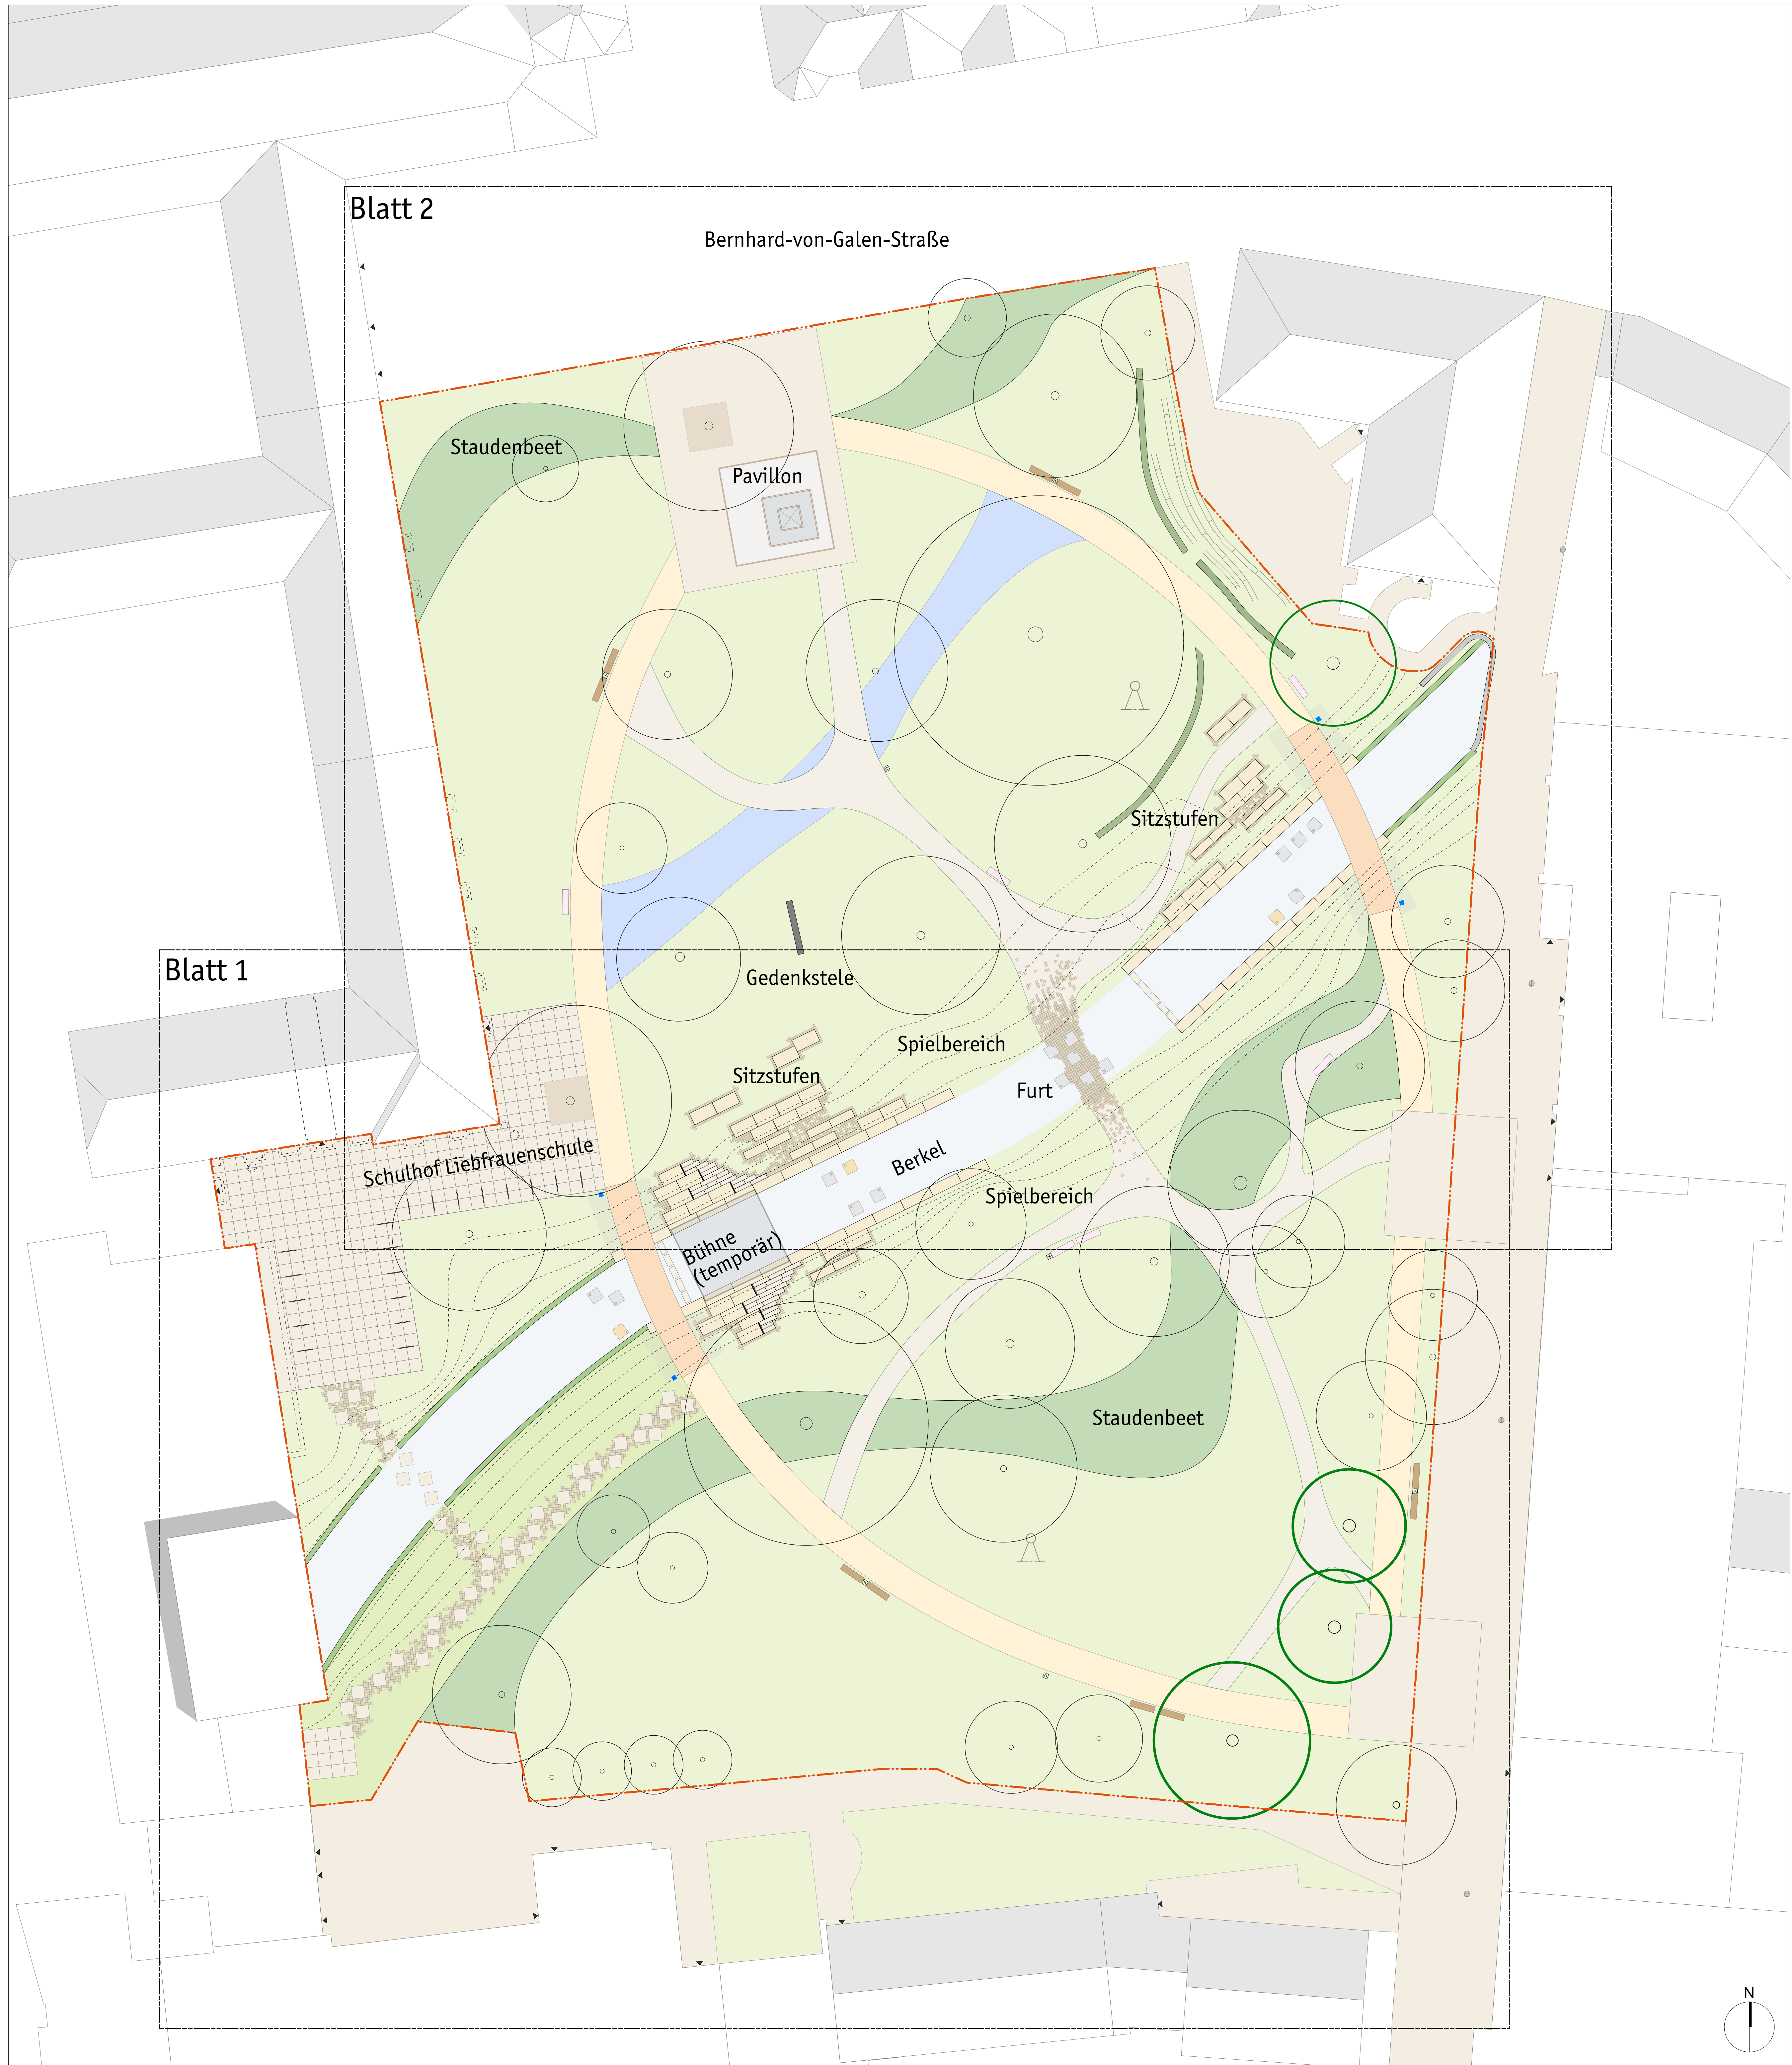 Blatt 2
Bernhard-von-Galen-Straße
Staudenbeet
Pavillon
Sitzstufen
Blatt 1
Gedenkstele
Spielbereich
Sitzstufen
Furt
Schulhof Liebfrauenschule
Berkel
Spielbereich
Bühne
(temporär)
Staudenbeet
N